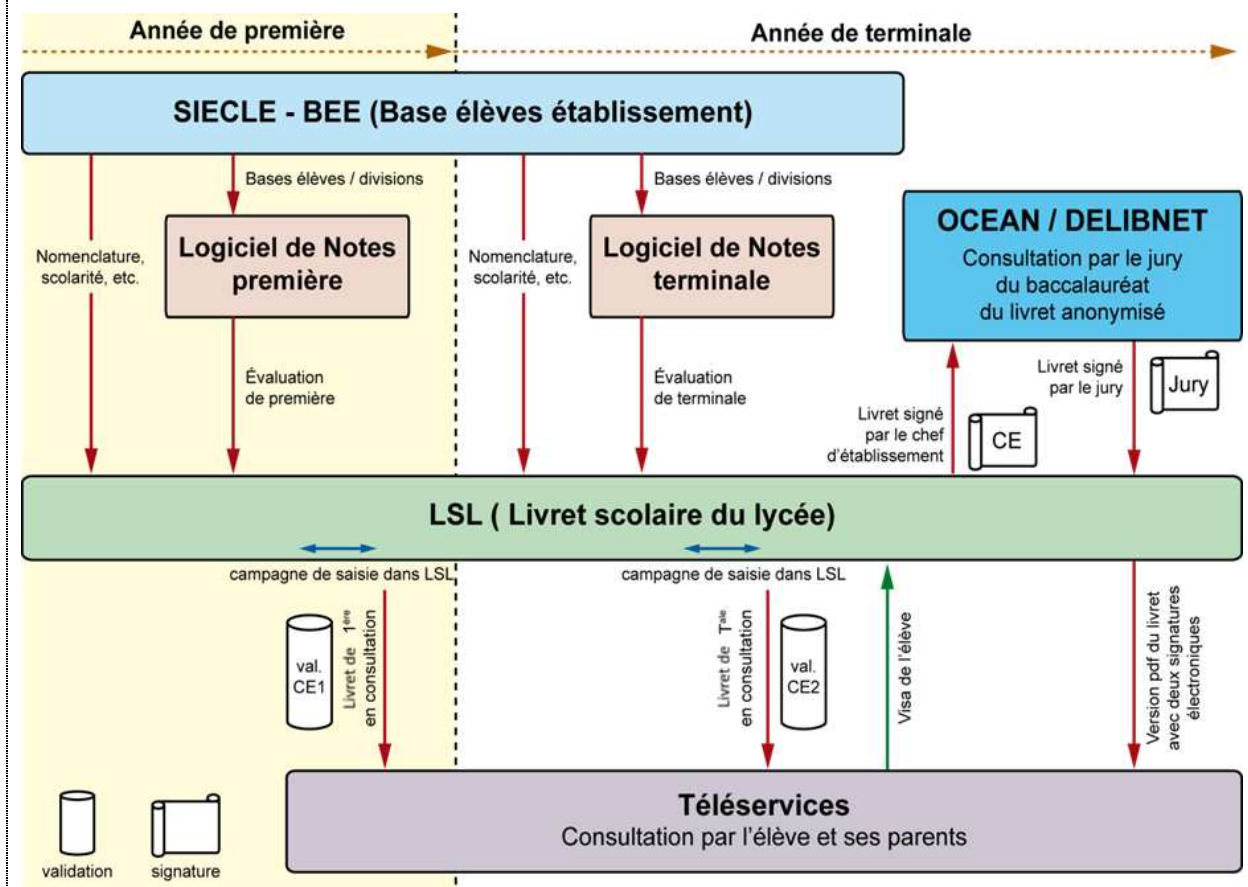 Année de première
Année de terminale
SIECLE - BEE (Base élèves établissement)
Bases élèves / divisions
Bases élèves / divisions
Nomenclature,
scolarité, etc.
Logiciel de Notes
première
Nomenclature,
scolarité, etc.
Logiciel de Notes
terminale
OCEAN / DELIBNET
Consultation par le jury
du baccalauréat
du livret anonymisé
Évaluation
de première
Évaluation
de terminale
Livret signé
par le chef
d'établissement
CE
Livret signé
par le jury
Jury
LSL ( Livret scolaire du lycée)
campagne de saisie dans LSL
campagne de saisie dans LSL
val.
CE1
Livret de 1ère
en consultation
Livret de Tale
en consultation
val.
CE2
Visa de l'élève
Version pdf du livret
avec deux signatures
électroniques
Téléservices
Consultation par l'élève et ses parents
validation
signature